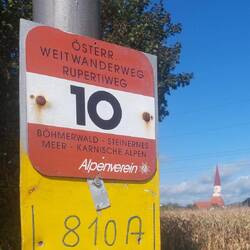 ÖSTERR.
WEITWANDERWEG
RUPERTIWEG
10
BÖHMERWALD - STEINERNES
MEER - KARNISCHE ALPEN
Alpenverein
810A